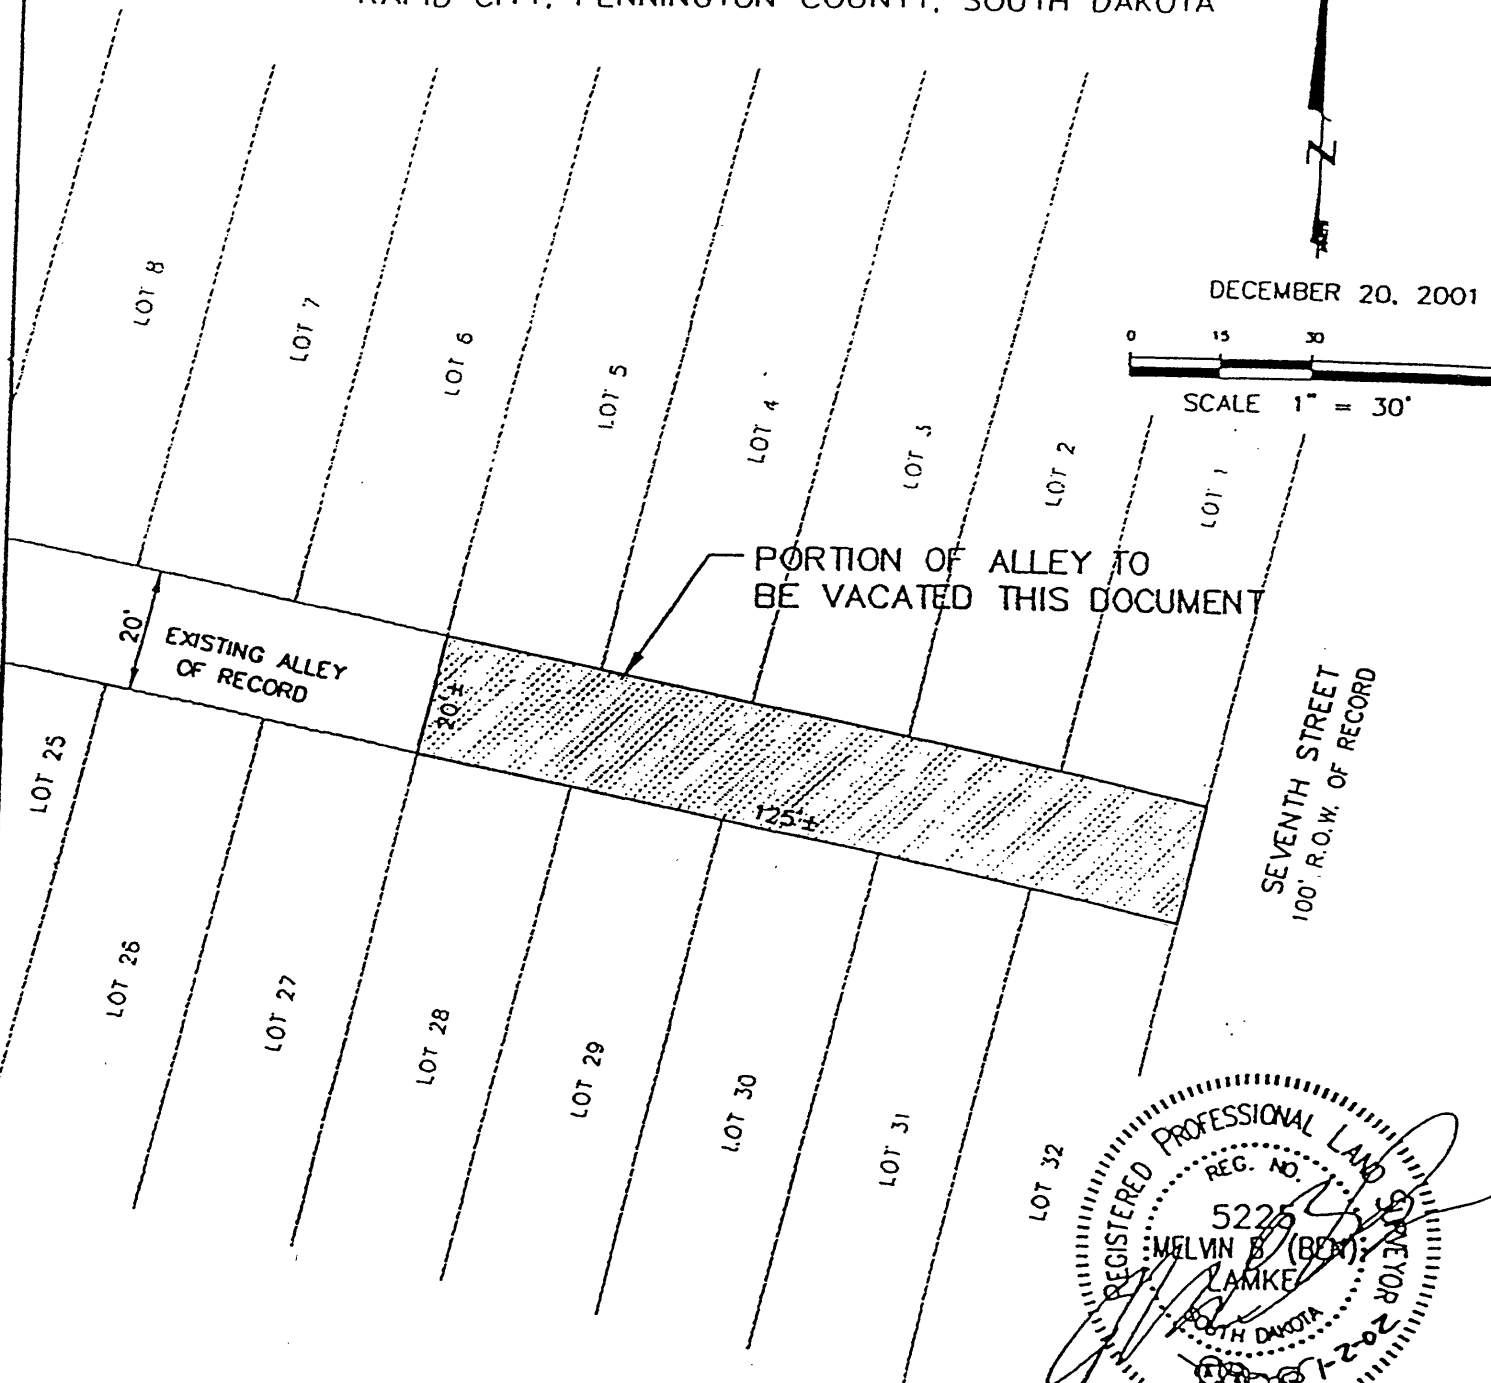 RAPID CITY, PENNINGTON COUNTY, SOUTH DAKOTA
N
DECEMBER 20, 2001
0 15 30
SCALE 1" = 30'
LOT 8
LOT 7
LOT 6
LOT 5
LOT 4
LOT 3
LOT 2
LOT 1
PORTION OF ALLEY TO
BE VACATED THIS DOCUMENT
20'
EXISTING ALLEY
OF RECORD
20'±
125'±
SEVENTH STREET
100' R.O.W. OF RECORD
LOT 25
LOT 26
LOT 27
LOT 28
LOT 29
LOT 30
LOT 31
LOT 32
REGISTERED PROFESSIONAL LAND SURVEYOR
REG. NO.
5225
MELVIN B (BEN)
LAMKE
SOUTH DAKOTA